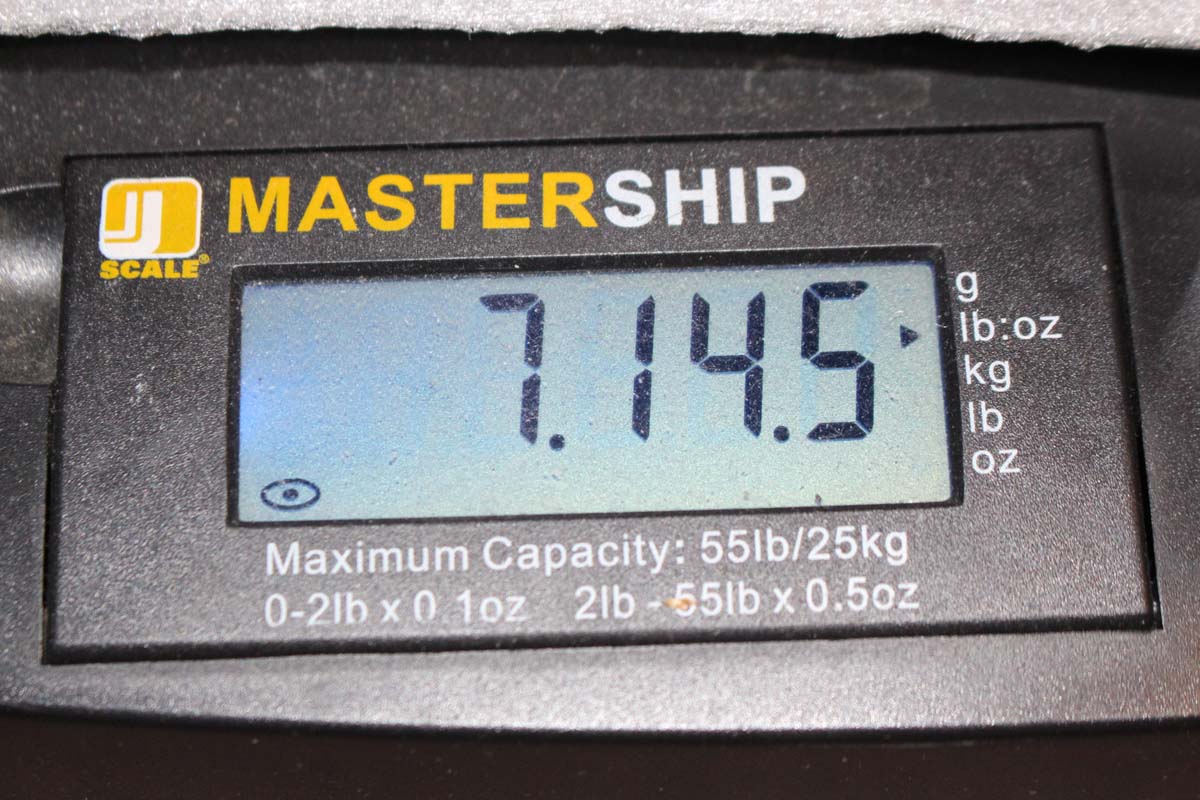 JJ MASTERSHIP
SCALE®
7.14.5
g
lb:oz
kg
lb
oz
Maximum Capacity: 55lb/25kg
0-2lb x 0.1oz 2lb - 55lb x 0.5oz